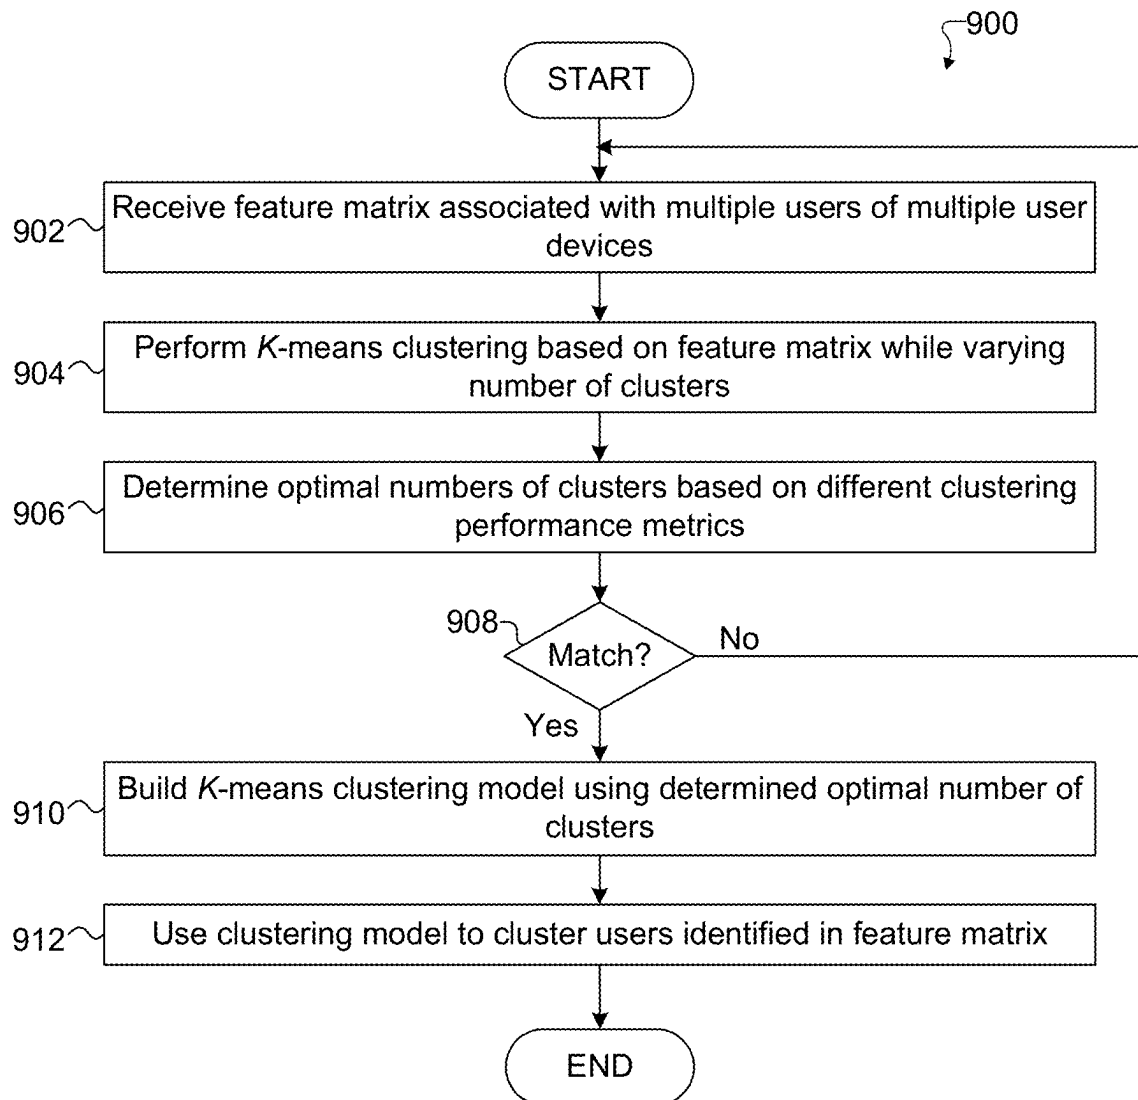 900
START
902
Receive feature matrix associated with multiple users of multiple user
devices
904
Perform K-means clustering based on feature matrix while varying
number of clusters
906
Determine optimal numbers of clusters based on different clustering
performance metrics
908
Match?
No
Yes
910
Build K-means clustering model using determined optimal number of
clusters
912
Use clustering model to cluster users identified in feature matrix
END